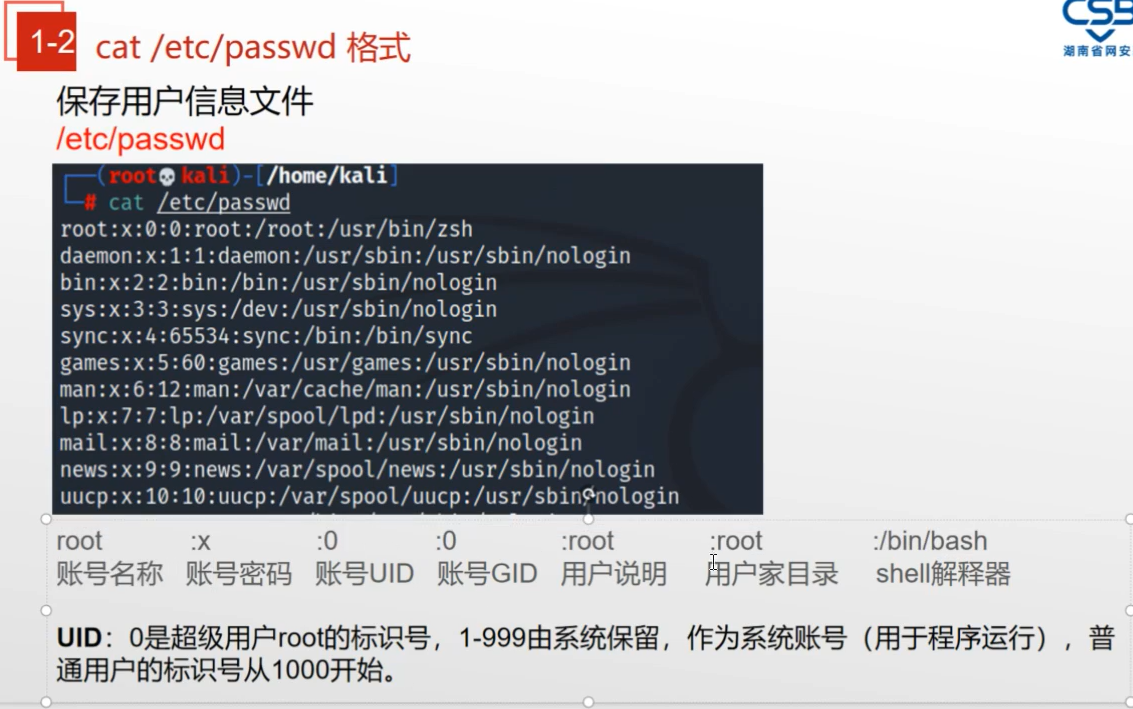 1-2
cat /etc/passwd 格式
CSB
湖南省网安
保存用户信息文件
/etc/passwd
(root💀kali)-[/home/kali]
# cat /etc/passwd
root:x:0:0:root:/root:/usr/bin/zsh
daemon:x:1:1:daemon:/usr/sbin:/usr/sbin/nologin
bin:x:2:2:bin:/bin:/usr/sbin/nologin
sys:x:3:3:sys:/dev:/usr/sbin/nologin
sync:x:4:65534:sync:/bin:/bin/sync
games:x:5:60:games:/usr/games:/usr/sbin/nologin
man:x:6:12:man:/var/cache/man:/usr/sbin/nologin
lp:x:7:7:lp:/var/spool/lpd:/usr/sbin/nologin
mail:x:8:8:mail:/var/mail:/usr/sbin/nologin
news:x:9:9:news:/var/spool/news:/usr/sbin/nologin
uucp:x:10:10:uucp:/var/spool/uucp:/usr/sbin/nologin
root :x :0 :0 :root :root :/bin/bash
账号名称 账号密码 账号UID 账号GID 用户说明 用户家目录 shell解释器
UID：0是超级用户root的标识号，1-999由系统保留，作为系统账号（用于程序运行），普
通用户的标识号从1000开始。